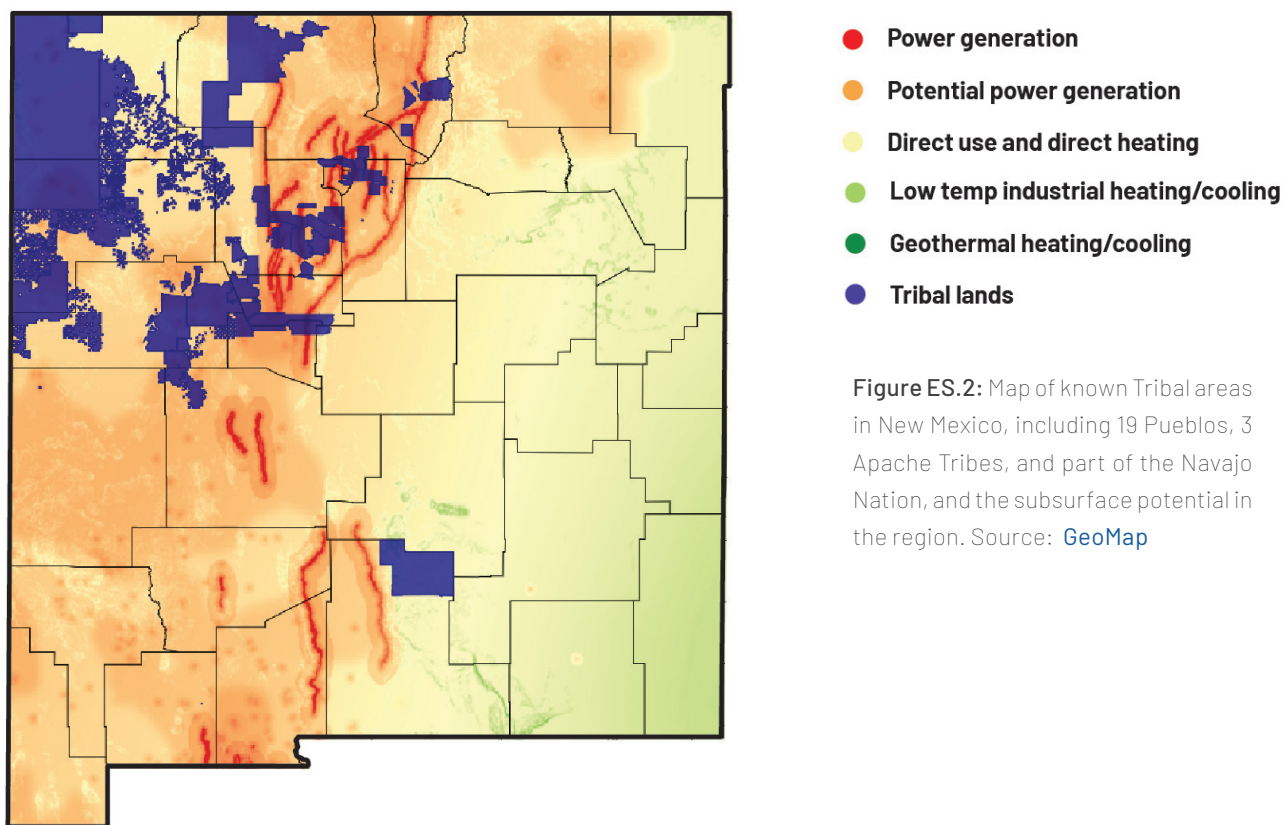 Power generation
Potential power generation
Direct use and direct heating
Low temp industrial heating/cooling
Geothermal heating/cooling
Tribal lands
Figure ES.2: Map of known Tribal areas
in New Mexico, including 19 Pueblos, 3
Apache Tribes, and part of the Navajo
Nation, and the subsurface potential in
the region. Source: GeoMap